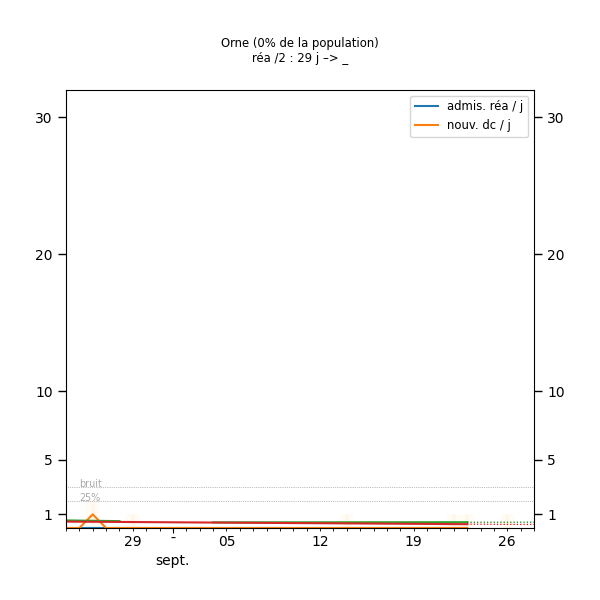 Orne (0% de la population)
réa /2 : 29 j –> _
admis. réa / j
nouv. dc / j
30
30
20
20
10
10
5
5
bruit
25%
1
1
29
-
05
12
19
26
sept.